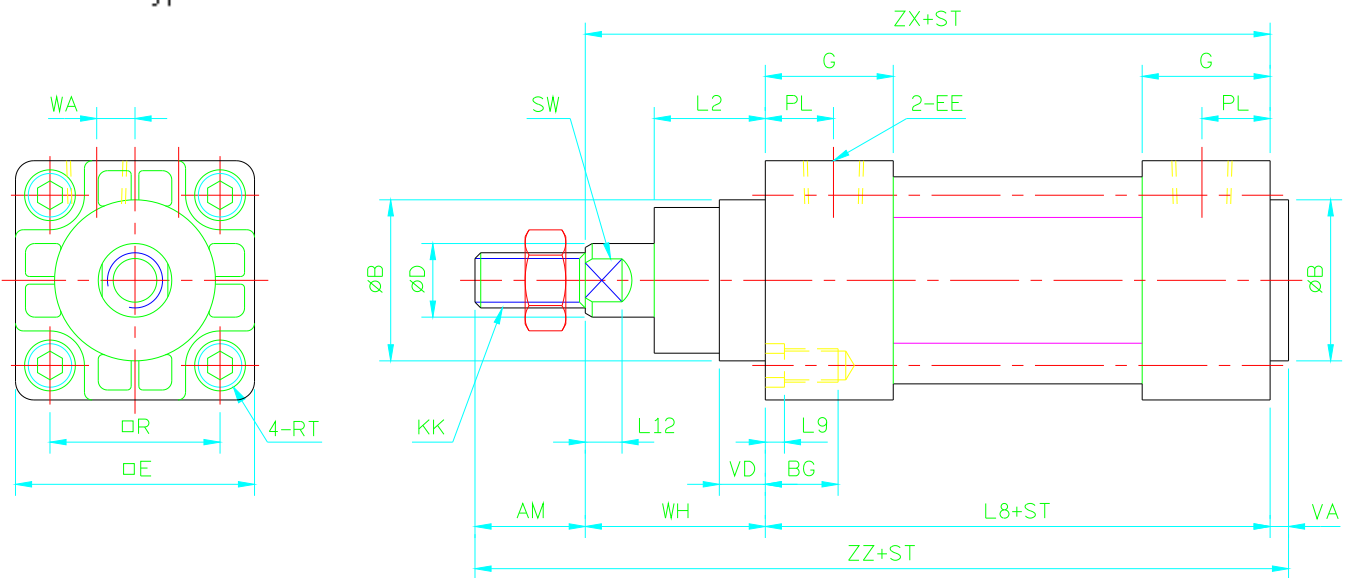 ZX+ST
G
G
WA
SW
L2
PL
2-EE
PL
øB
øD
øB
KK
L12
L9
□R
4-RT
□E
VD
BG
AM
WH
L8+ST
VA
ZZ+ST